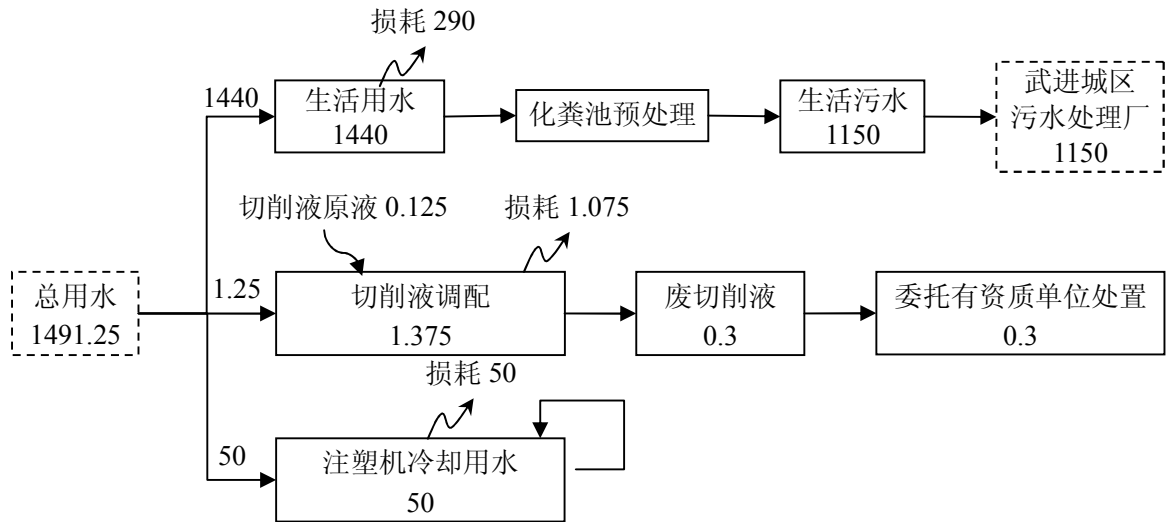 损耗 290
1440
生活用水
1440
化粪池预处理
生活污水
1150
武进城区
污水处理厂
1150
切削液原液 0.125
损耗 1.075
总用水
1491.25
1.25
切削液调配
1.375
废切削液
0.3
委托有资质单位处置
0.3
损耗 50
50
注塑机冷却用水
50